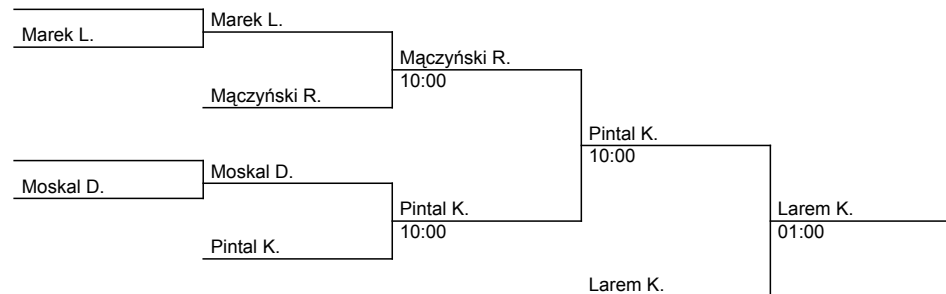 Marek L.
Marek L.
Mączyński R.
10:00
Mączyński R.
Pintal K.
10:00
Moskal D.
Moskal D.
Pintal K.
10:00
Larem K.
01:00
Pintal K.
Larem K.